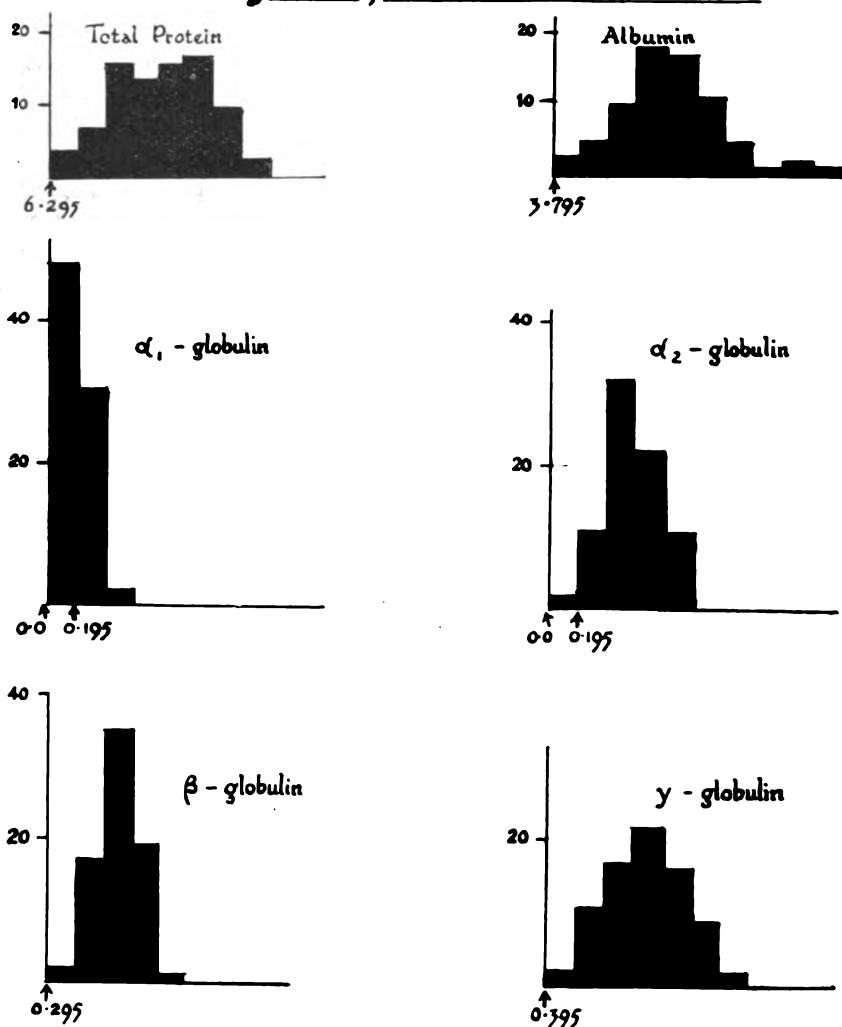 20
Total Protein
10
6·295
20
Albumin
10
3·795
40
α₁ - globulin
20
0·0 0·195
40
α₂ - globulin
20
0·0 0·195
40
β - globulin
20
0·295
20
γ - globulin
0·395